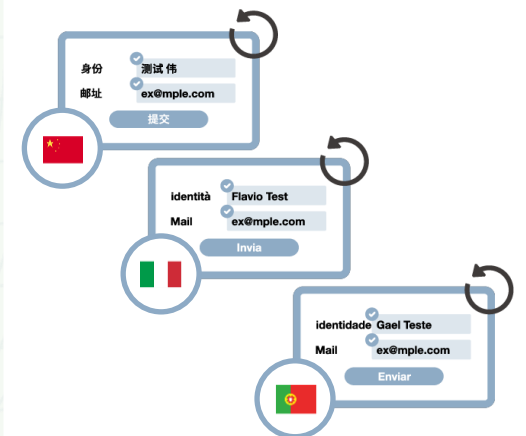 身份 测试 伟
邮址 ex@mple.com
提交
identità Flavio Test
Mail ex@mple.com
Invia
identidade Gael Teste
Mail ex@mple.com
Enviar